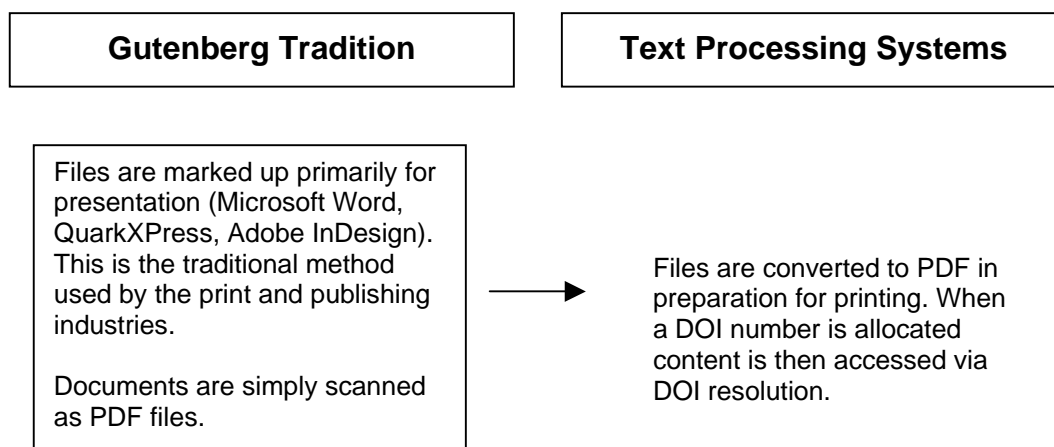 Gutenberg Tradition
Text Processing Systems
Files are marked up primarily for
presentation (Microsoft Word,
QuarkXPress, Adobe InDesign).
This is the traditional method
used by the print and publishing
industries.
Documents are simply scanned
as PDF files.
Files are converted to PDF in
preparation for printing. When
a DOI number is allocated
content is then accessed via
DOI resolution.